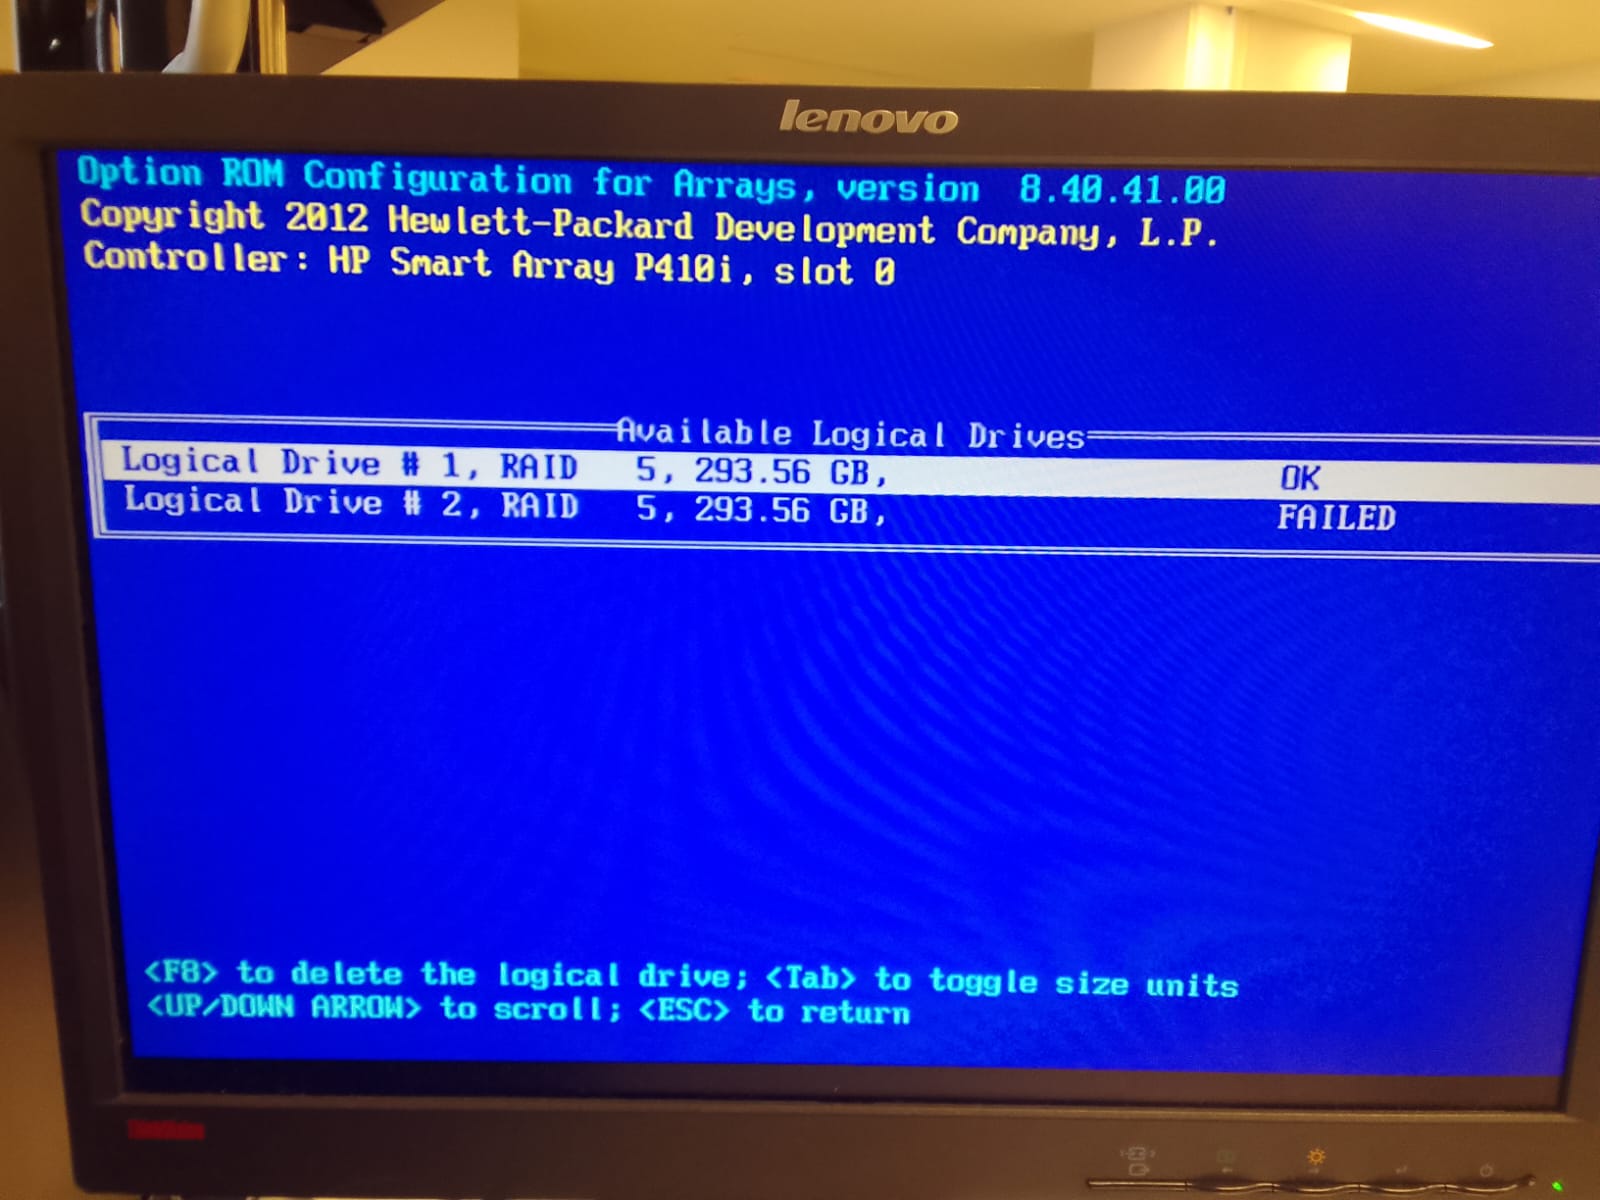 lenovo
Option ROM Configuration for Arrays, version 8.40.41.00
Copyright 2012 Hewlett-Packard Development Company, L.P.
Controller: HP Smart Array P410i, slot 0
Available Logical Drives
Logical Drive # 1, RAID 5, 293.56 GB, OK
Logical Drive # 2, RAID 5, 293.56 GB, FAILED
<F8> to delete the logical drive; <Tab> to toggle size units
<UP/DOWN ARROW> to scroll; <ESC> to return